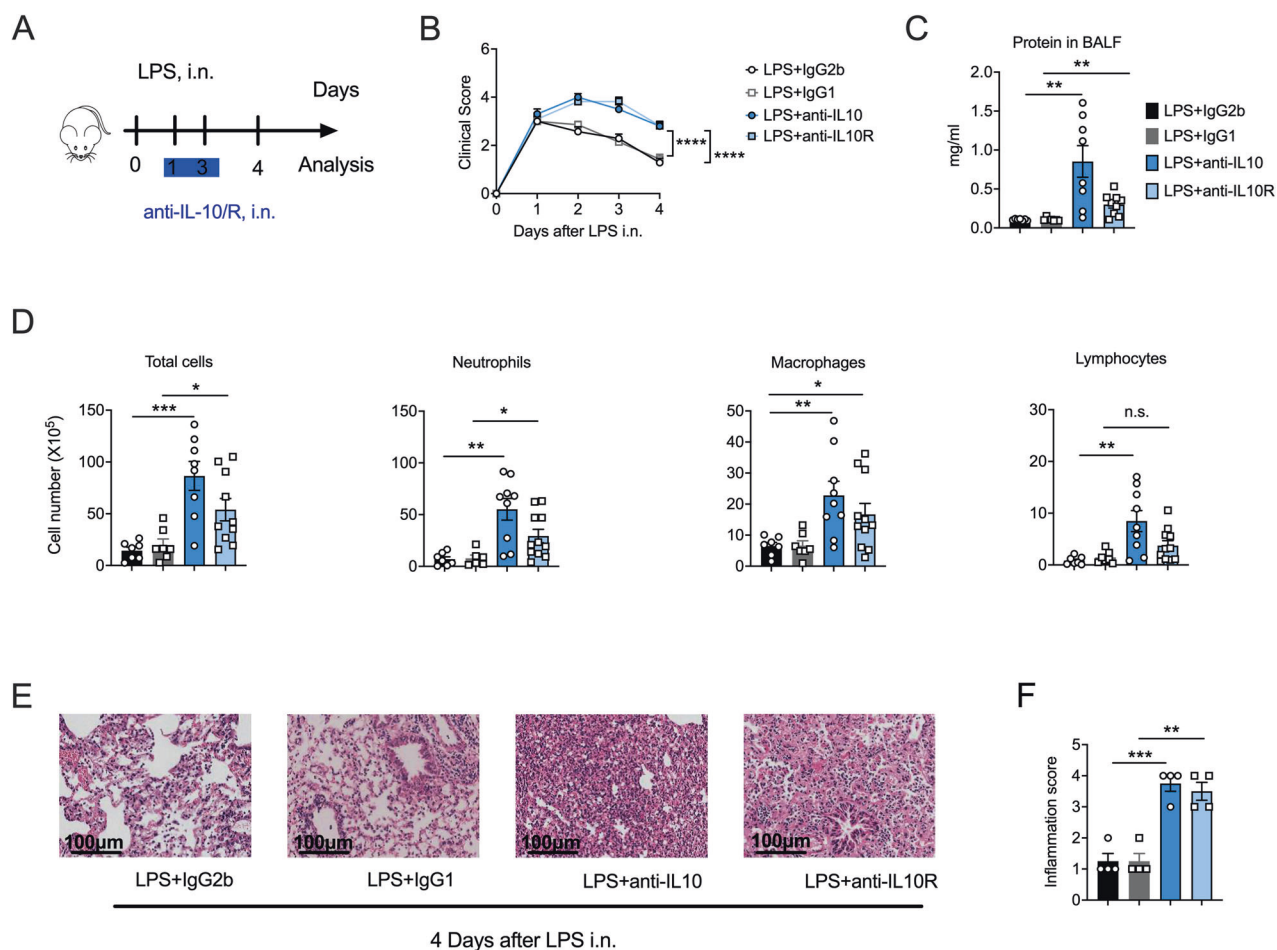 A
LPS, i.n.
Days
0
1
3
4
Analysis
anti-IL-10/R, i.n.
B
Clinical Score
6
4
2
0
0
1
2
3
4
Days after LPS i.n.
LPS+IgG2b
LPS+IgG1
LPS+anti-IL10
LPS+anti-IL10R
****
****
C
Protein in BALF
mg/ml
2.0
1.5
1.0
0.5
0.0
**
**
LPS+IgG2b
LPS+IgG1
LPS+anti-IL10
LPS+anti-IL10R
D
Total cells
Cell number (X10⁵)
150
100
50
0
*
***
Neutrophils
150
100
50
0
*
**
Macrophages
50
40
30
20
10
0
*
**
Lymphocytes
30
20
10
0
n.s.
**
E
100μm
100μm
100μm
100μm
LPS+IgG2b
LPS+IgG1
LPS+anti-IL10
LPS+anti-IL10R
4 Days after LPS i.n.
F
Inflammation score
5
4
3
2
1
0
**
***